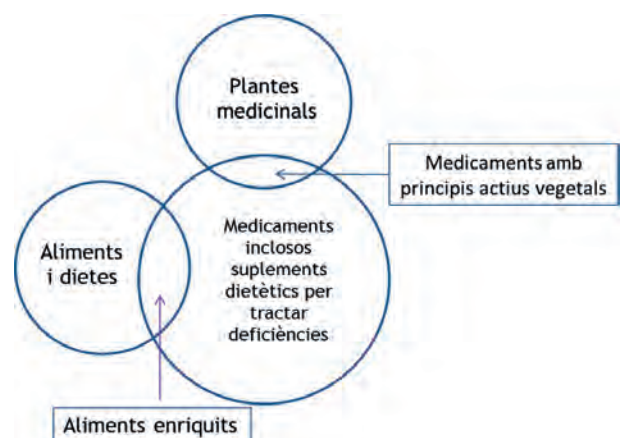 Plantes
medicinals
Medicaments amb
principis actius vegetals
Aliments
i dietes
Medicaments
inclosos
suplements
dietètics per
tractar
deficiències
Aliments enriquits